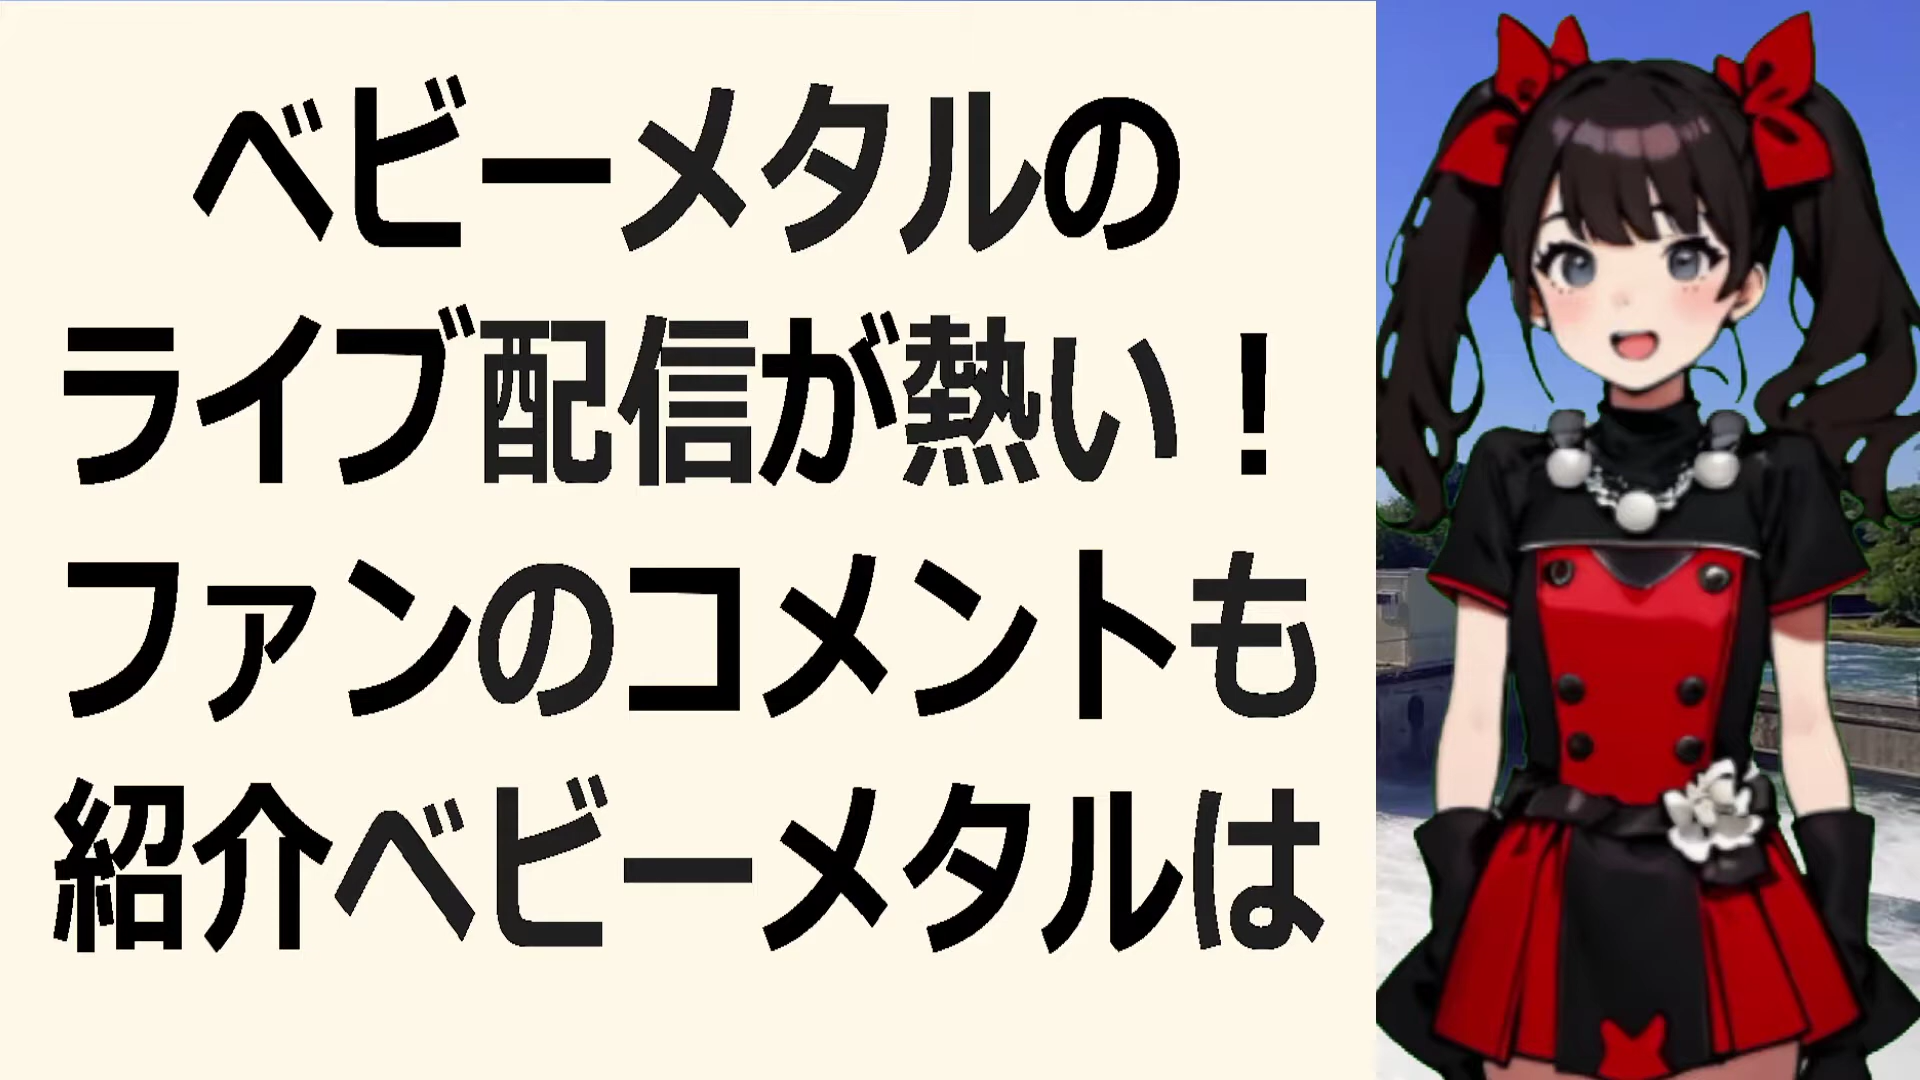 ベビーメタルの
ライブ配信が熱い！
ファンのコメントも
紹介ベビーメタルは